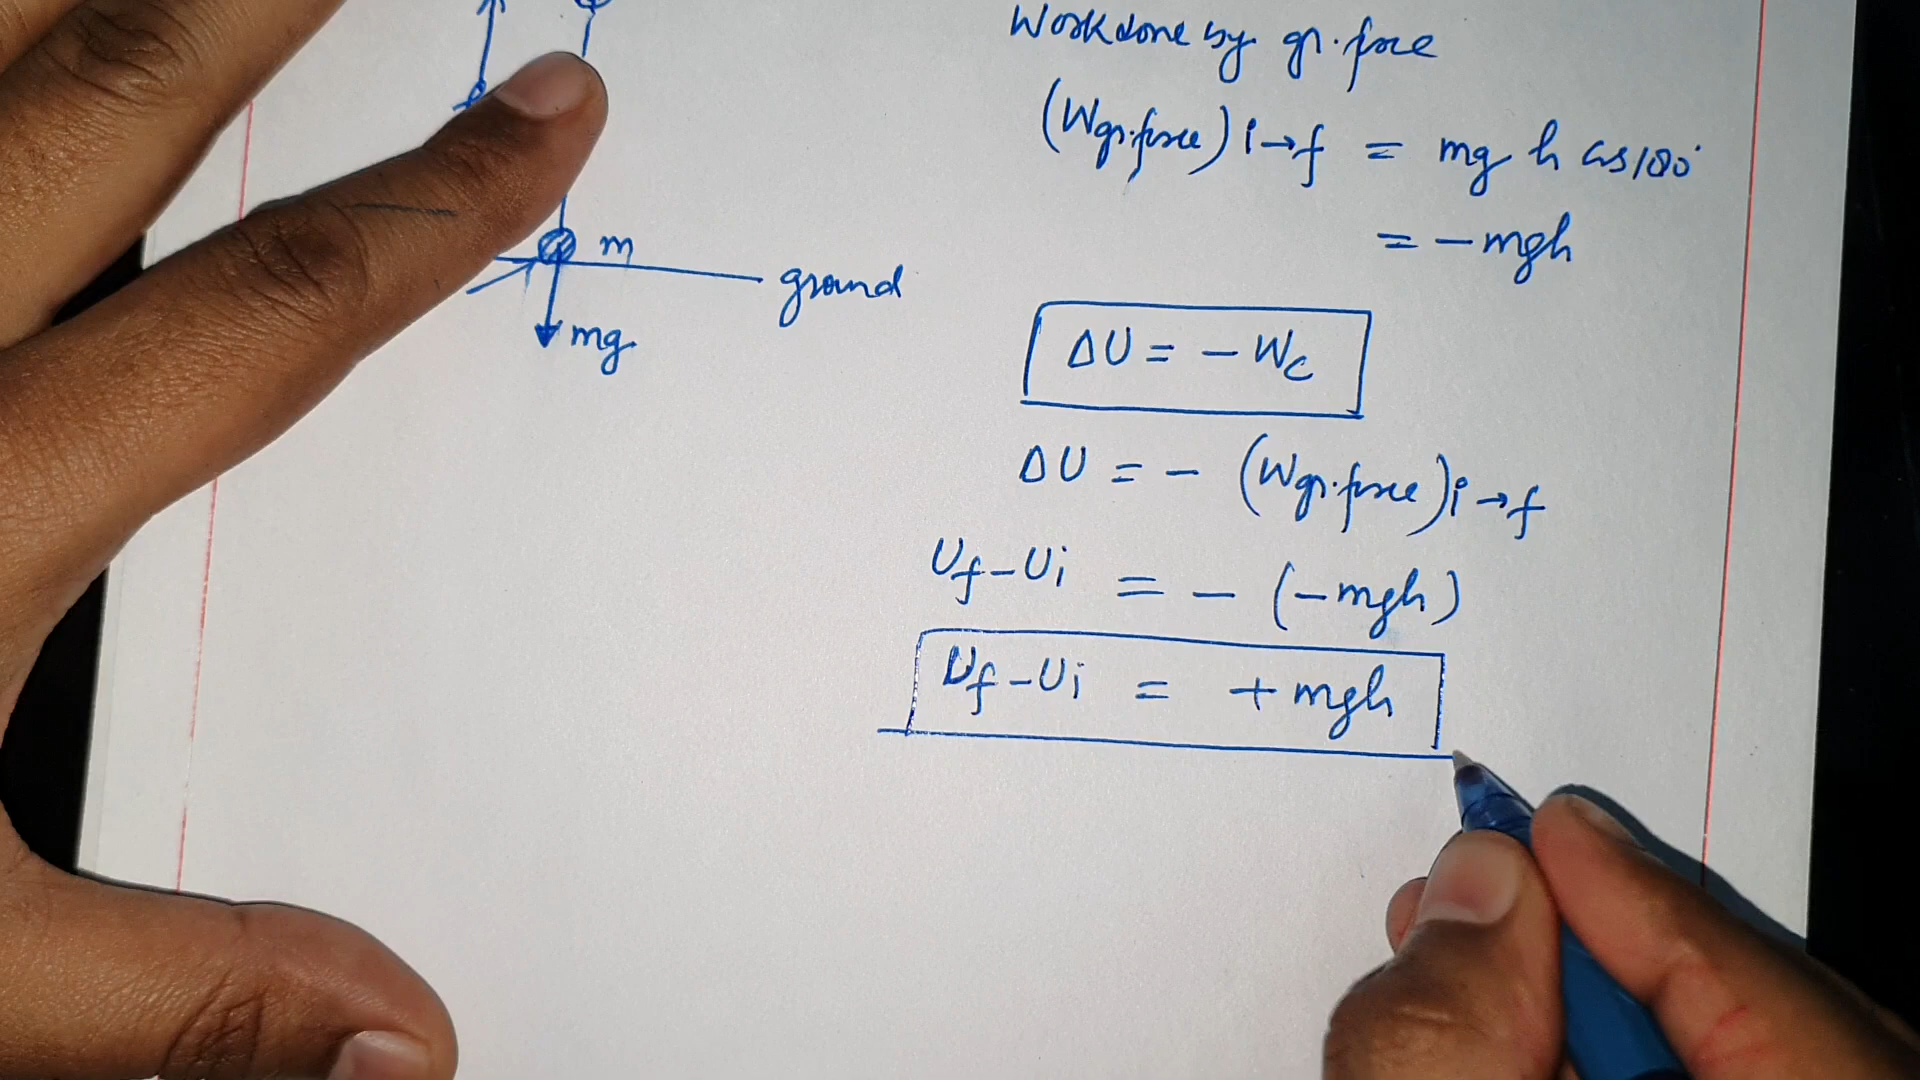 Workdone by gr. force
(Wgr. force) i→f = mg h cos180°
= -mgh
m
ground
mg
ΔU = - Wc
ΔU = - (Wgr. force) i→f
Uf - Ui = - (-mgh)
Uf - Ui = + mgh